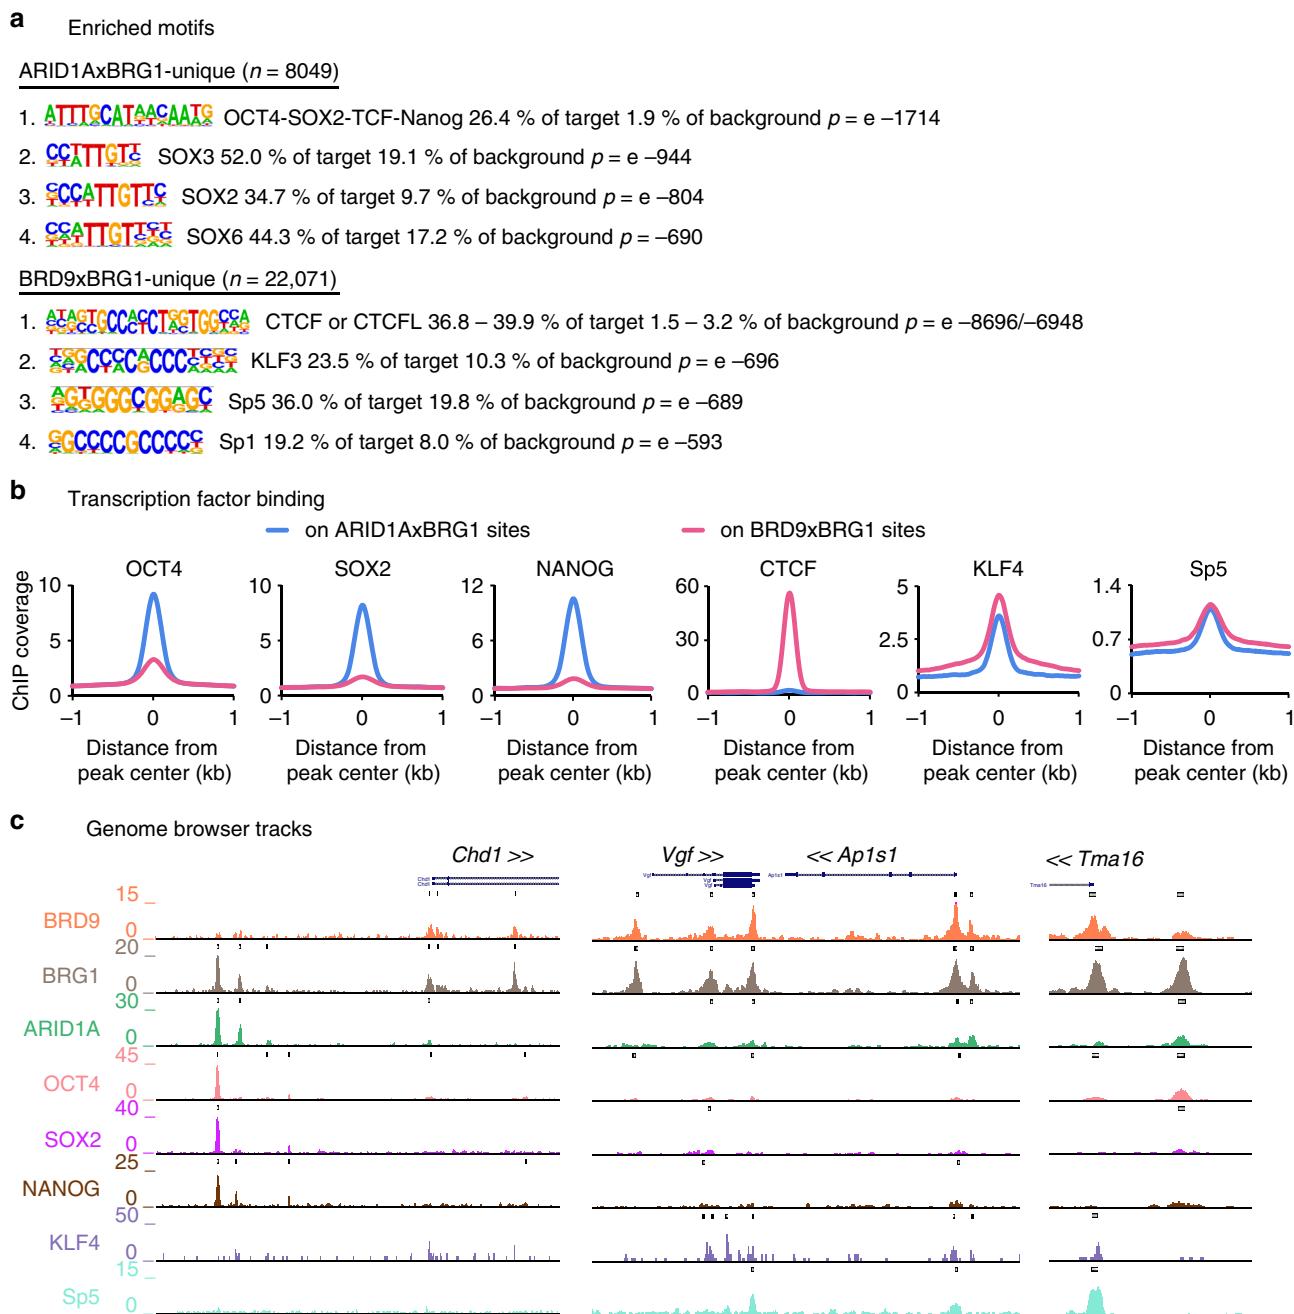 a Enriched motifs
ARID1AxBRG1-unique (n = 8049)
1. OCT4-SOX2-TCF-Nanog 26.4 % of target 1.9 % of background p = e –1714
2. SOX3 52.0 % of target 19.1 % of background p = e –944
3. SOX2 34.7 % of target 9.7 % of background p = e –804
4. SOX6 44.3 % of target 17.2 % of background p = –690
BRD9xBRG1-unique (n = 22,071)
1. CTCF or CTCFL 36.8 – 39.9 % of target 1.5 – 3.2 % of background p = e –8696/–6948
2. KLF3 23.5 % of target 10.3 % of background p = e –696
3. Sp5 36.0 % of target 19.8 % of background p = e –689
4. Sp1 19.2 % of target 8.0 % of background p = e –593
b Transcription factor binding
on ARID1AxBRG1 sites on BRD9xBRG1 sites
OCT4 SOX2 NANOG CTCF KLF4 Sp5
ChIP coverage
10 10 12 60 5 1.4
5 5 6 30 2.5 0.7
0 0 0 0 0 0
–1 0 1 –1 0 1 –1 0 1 –1 0 1 –1 0 1 –1 0 1
Distance from Distance from Distance from Distance from Distance from Distance from
peak center (kb) peak center (kb) peak center (kb) peak center (kb) peak center (kb) peak center (kb)
c Genome browser tracks
Chd1 >> Vgf >> << Ap1s1 << Tma16
Chd1 Vgf Ap1s1
Chd1 Vgf Tma16
Vgf
15
BRD9 0
20
BRG1 0
30
ARID1A 0
45
OCT4 0
40
SOX2 0
25
NANOG 0
50
KLF4 0
15
Sp5 0